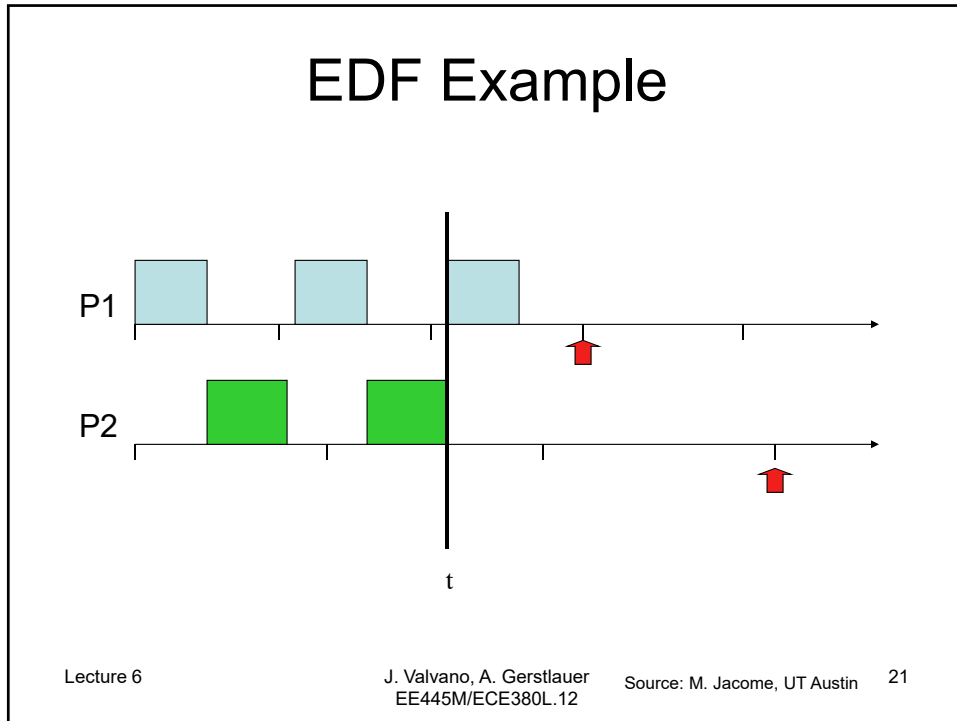 EDF Example
P1
P2
t
Lecture 6
J. Valvano, A. Gerstlauer
EE445M/ECE380L.12
Source: M. Jacome, UT Austin
21